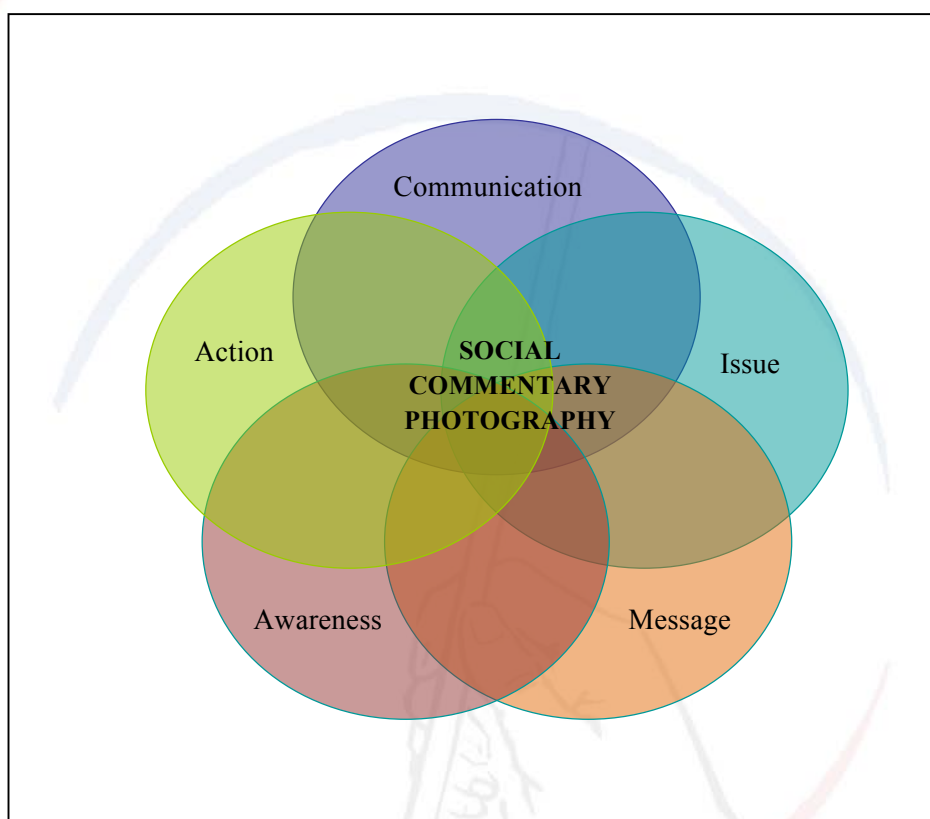 Communication
Action
Issue
SOCIAL
COMMENTARY
PHOTOGRAPHY
Awareness
Message